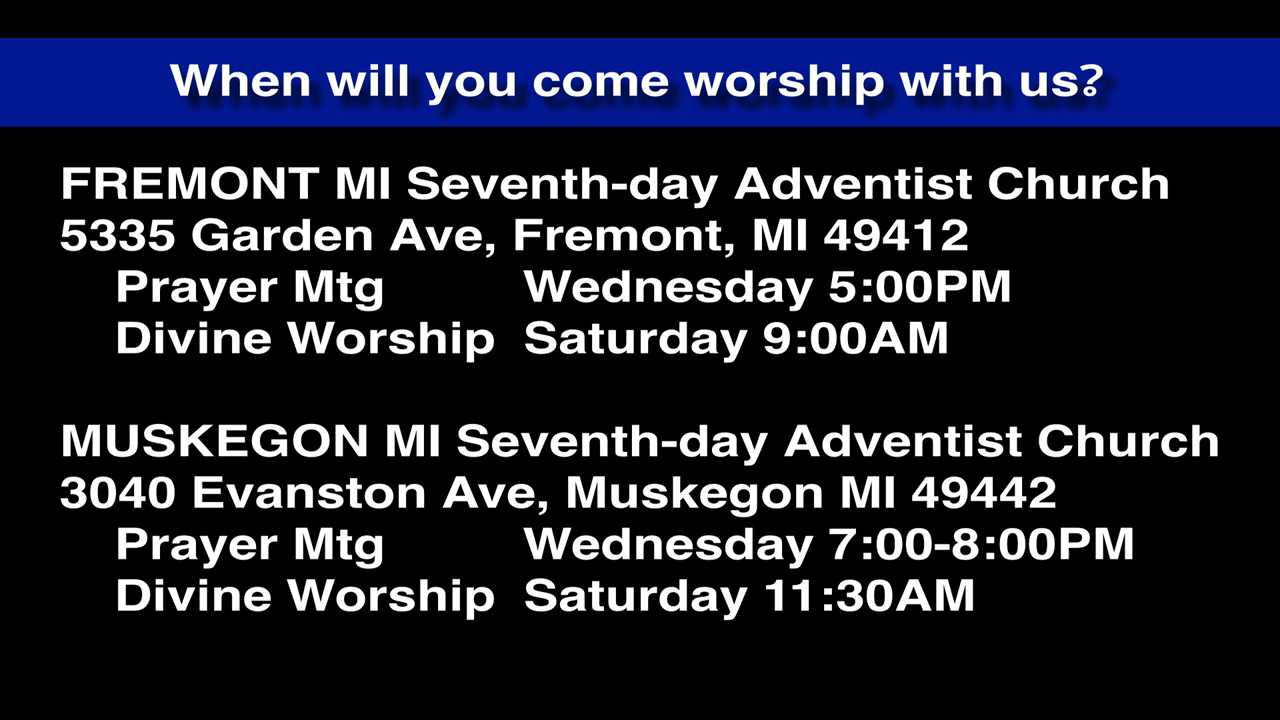 When will you come worship with us?
FREMONT MI Seventh-day Adventist Church
5335 Garden Ave, Fremont, MI 49412
Prayer Mtg Wednesday 5:00PM
Divine Worship Saturday 9:00AM
MUSKEGON MI Seventh-day Adventist Church
3040 Evanston Ave, Muskegon MI 49442
Prayer Mtg Wednesday 7:00-8:00PM
Divine Worship Saturday 11:30AM